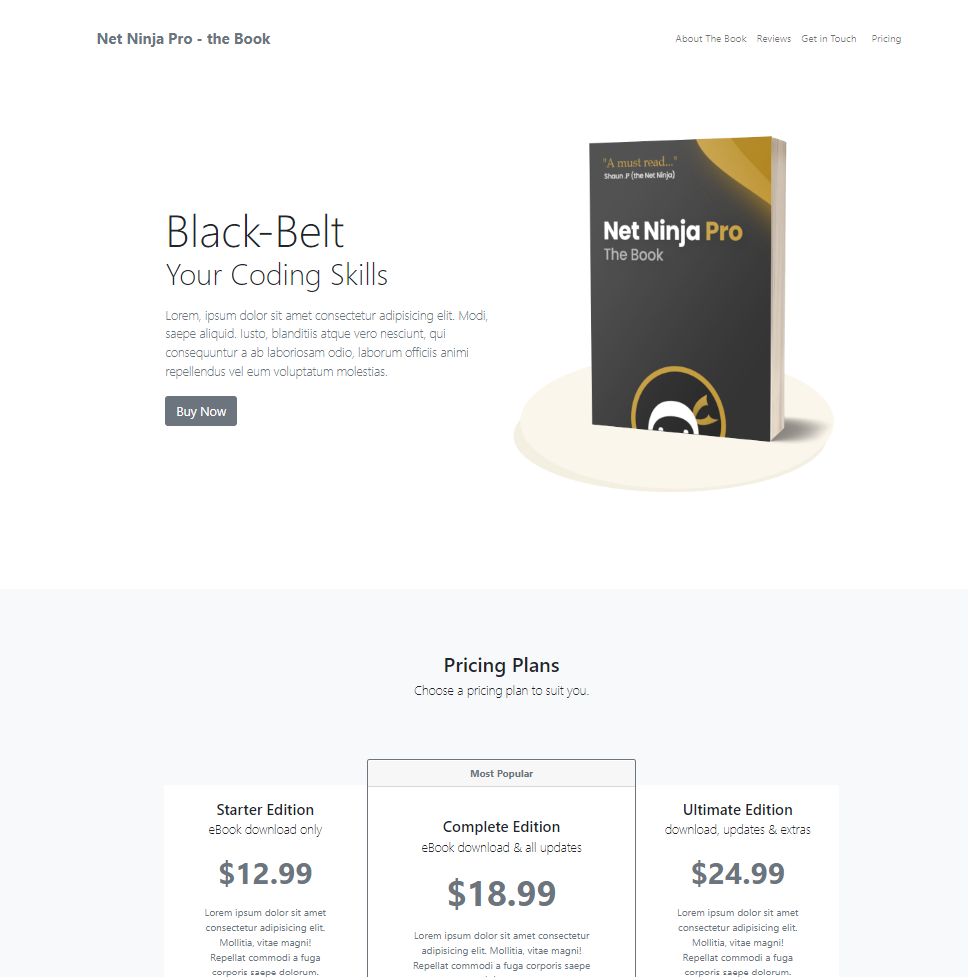 Net Ninja Pro - the Book
About The Book Reviews Get in Touch Pricing
"A must read..."
Shaun .P (the Net Ninja)
Net Ninja Pro
The Book
Black-Belt
Your Coding Skills
Lorem, ipsum dolor sit amet consectetur adipisicing elit. Modi,
saepe aliquid. Iusto, blanditiis atque vero nesciunt, qui
consequuntur a ab laboriosam odio, laborum officiis animi
repellendus vel eum voluptatum molestias.
Buy Now
Pricing Plans
Choose a pricing plan to suit you.
Starter Edition
eBook download only
$12.99
Lorem ipsum dolor sit amet
consectetur adipisicing elit.
Mollitia, vitae magni!
Repellat commodi a fuga
corporis saepe dolorum.
Most Popular
Complete Edition
eBook download & all updates
$18.99
Lorem ipsum dolor sit amet consectetur
adipisicing elit. Mollitia, vitae magni!
Repellat commodi a fuga corporis saepe
Ultimate Edition
download, updates & extras
$24.99
Lorem ipsum dolor sit amet
consectetur adipisicing elit.
Mollitia, vitae magni!
Repellat commodi a fuga
corporis saepe dolorum.